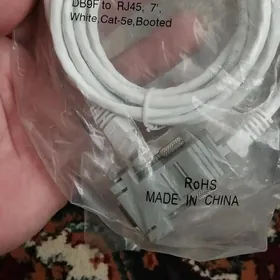 DB9F to RJ45, 7',
White,Cat-5e,Booted
RoHS
MADE IN CHINA